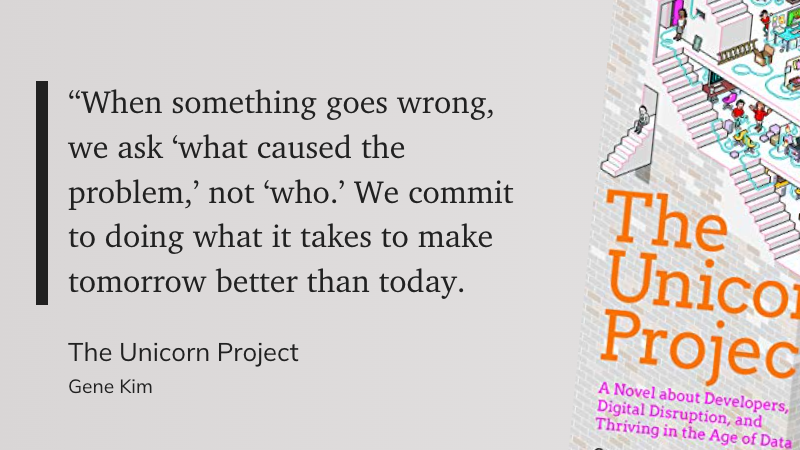 “When something goes wrong,
we ask ‘what caused the
problem,’ not ‘who.’ We commit
to doing what it takes to make
tomorrow better than today.
The Unicorn Project
Gene Kim
The
Unicor
Projec
A Novel about Developers,
Digital Disruption, and
Thriving in the Age of Data